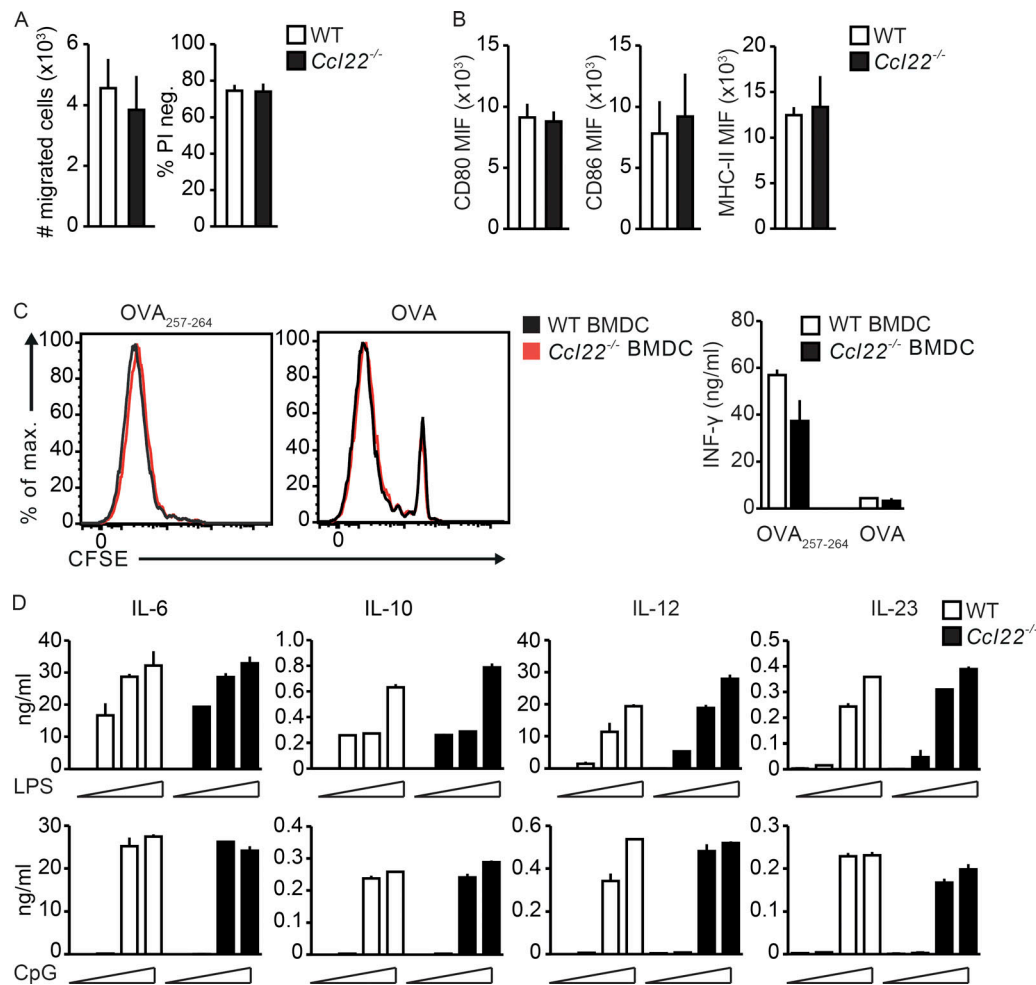 A
WT
Ccl22-/-
# migrated cells (x10³)
6
4
2
0
% PI neg.
100
80
60
40
20
0
B
WT
Ccl22-/-
CD80 MIF (x10³)
15
10
5
0
CD86 MIF (x10³)
15
10
5
0
MHC-II MIF (x10³)
20
15
10
5
0
C
OVA257-264
OVA
WT BMDC
Ccl22-/- BMDC
% of max.
100
80
60
40
20
0
0
100
80
60
40
20
0
0
CFSE
INF-γ (ng/ml)
80
60
40
20
0
OVA257-264
OVA
WT BMDC
Ccl22-/- BMDC
D
IL-6
IL-10
IL-12
IL-23
WT
Ccl22-/-
ng/ml
40
30
20
10
0
1.0
0.8
0.6
0.4
0.2
0
40
30
20
10
0
0.5
0.4
0.3
0.2
0.1
0
LPS
ng/ml
30
20
10
0
0.4
0.3
0.2
0.1
0
0.6
0.4
0.2
0
0.3
0.2
0.1
0
CpG